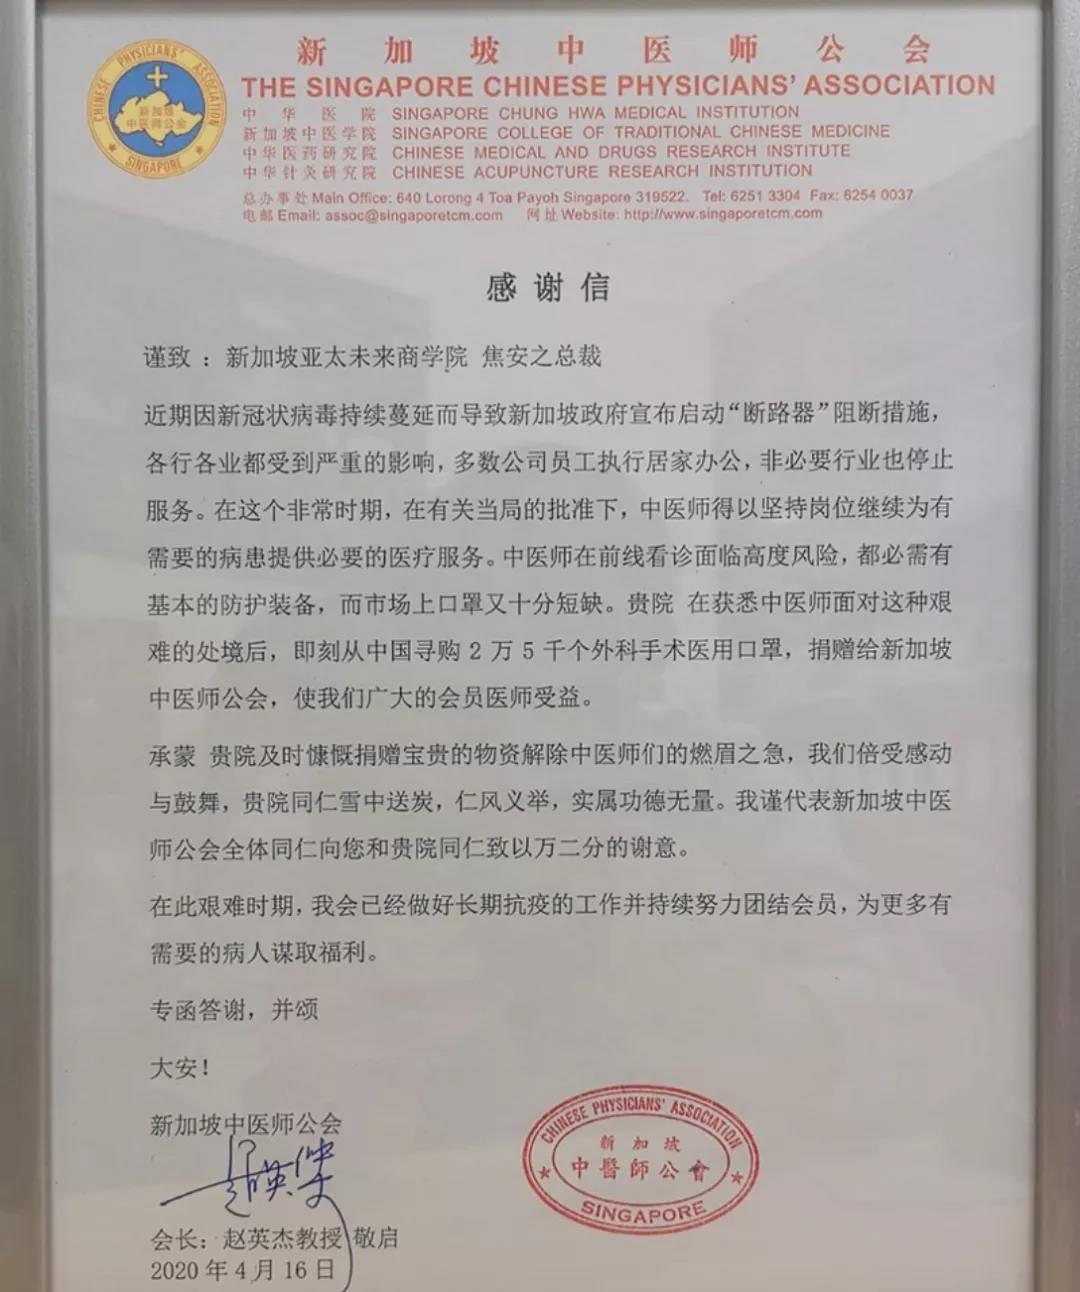 CHINESE PHYSICIANS' ASSOCIATION
新加坡
中医师公会
SINGAPORE
新加坡中医师公会
THE SINGAPORE CHINESE PHYSICIANS' ASSOCIATION
中华医院 SINGAPORE CHUNG HWA MEDICAL INSTITUTION
新加坡中医学院 SINGAPORE COLLEGE OF TRADITIONAL CHINESE MEDICINE
中华医药研究院 CHINESE MEDICAL AND DRUGS RESEARCH INSTITUTE
中华针灸研究院 CHINESE ACUPUNCTURE RESEARCH INSTITUTION
总办事处 Main Office: 640 Lorong 4 Toa Payoh Singapore 319522. Tel: 6251 3304 Fax: 6254 0037
电邮 Email: assoc@singaporetcm.com 网址 Website: http://www.singaporetcm.com
感谢信
谨致 : 新加坡亚太未来商学院 焦安之总裁
近期因新冠状病毒持续蔓延而导致新加坡政府宣布启动“断路器”阻断措施，
各行各业都受到严重的影响，多数公司员工执行居家办公，非必要行业也停止
服务。在这个非常时期，在有关当局的批准下，中医师得以坚持岗位继续为有
需要的病患提供必要的医疗服务。中医师在前线看诊面临高度风险，都必需有
基本的防护装备，而市场上口罩又十分短缺。贵院 在获悉中医师面对这种艰
难的处境后，即刻从中国寻购 2 万 5 千个外科手术医用口罩，捐赠给新加坡
中医师公会，使我们广大的会员医师受益。
承蒙 贵院及时慷慨捐赠宝贵的物资解除中医师们的燃眉之急，我们倍受感动
与鼓舞，贵院同仁雪中送炭，仁风义举，实属功德无量。我谨代表新加坡中医
师公会全体同仁向您和贵院同仁致以万二分的谢意。
在此艰难时期，我会已经做好长期抗疫的工作并持续努力团结会员，为更多有
需要的病人谋取福利。
专函答谢，并颂
大安！
新加坡中医师公会
赵英杰
会长：赵英杰教授 敬启
2020 年 4 月 16 日
CHINESE PHYSICIANS' ASSOCIATION
新加坡
中醫師公會
SINGAPORE